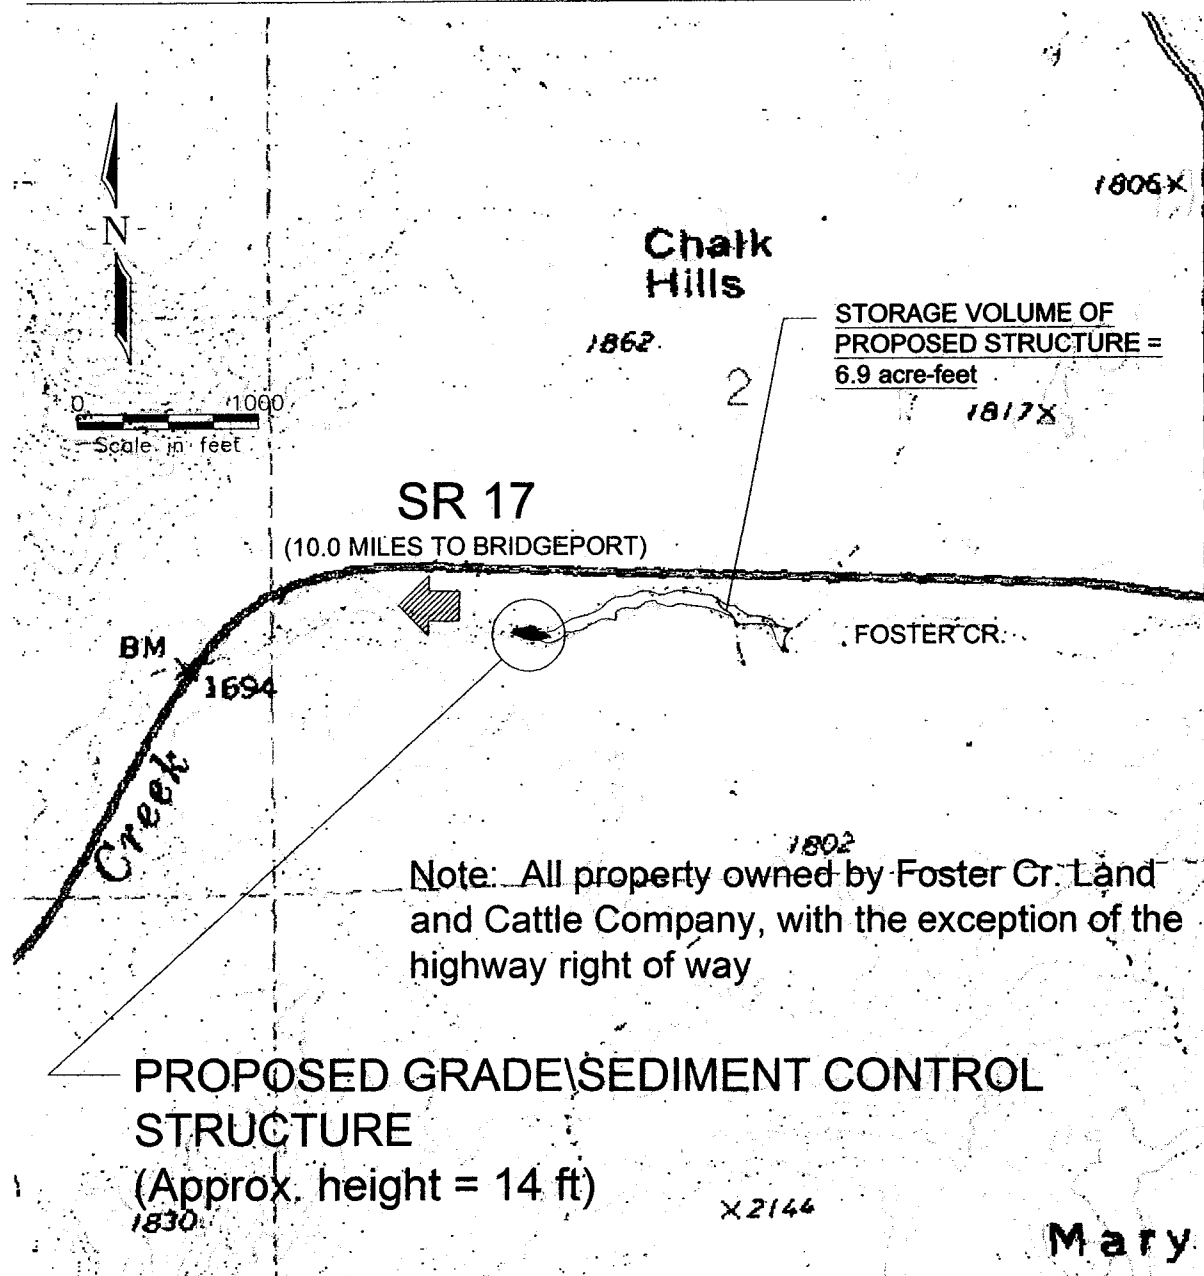 1806×
N
Chalk
Hills
STORAGE VOLUME OF
PROPOSED STRUCTURE =
6.9 acre-feet
1862
2
1817×
0 1000
Scale in feet
SR 17
(10.0 MILES TO BRIDGEPORT)
FOSTER CR.
BM
1694
Creek
1802
Note: All property owned by Foster Cr. Land
and Cattle Company, with the exception of the
highway right of way
PROPOSED GRADE\SEDIMENT CONTROL
STRUCTURE
(Approx. height = 14 ft)
1830
×2144
Mary